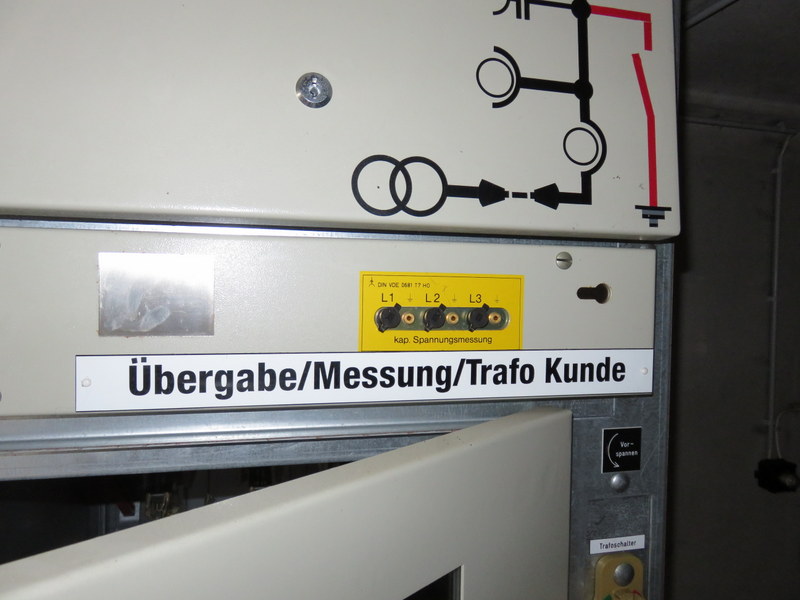 DIN VDE 0681 T7 HO
L1 L2 L3
kap. Spannungsmessung
Übergabe/Messung/Trafo Kunde
Vor-
spannen
Trafoschalter